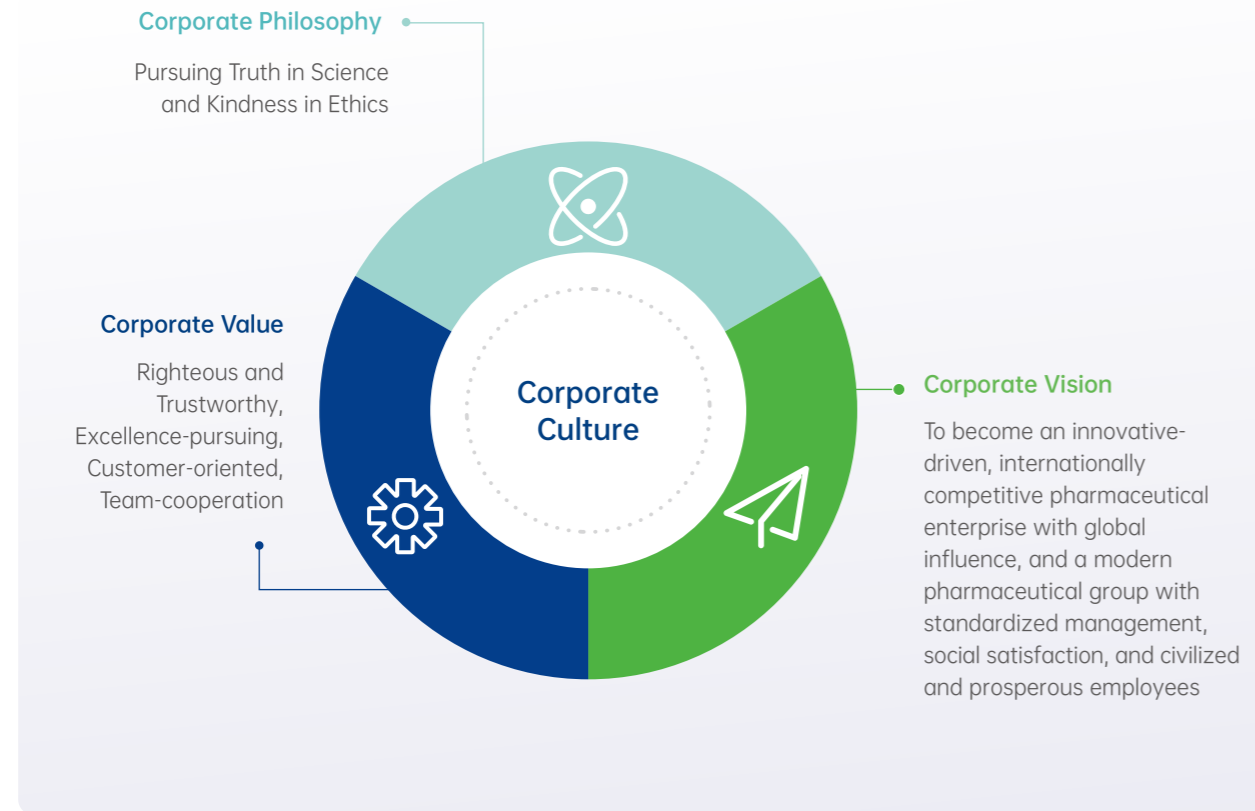 Corporate Philosophy
Pursuing Truth in Science
and Kindness in Ethics
Corporate Value
Righteous and
Trustworthy,
Excellence-pursuing,
Customer-oriented,
Team-cooperation
Corporate
Culture
Corporate Vision
To become an innovative-
driven, internationally
competitive pharmaceutical
enterprise with global
influence, and a modern
pharmaceutical group with
standardized management,
social satisfaction, and civilized
and prosperous employees